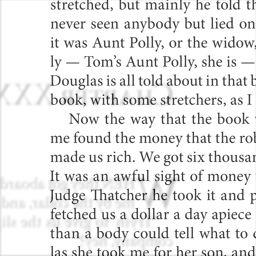 stretched, but mainly he told th
never seen anybody but lied on
it was Aunt Polly, or the widow,
ly — Tom's Aunt Polly, she is —
Douglas is all told about in that b
book, with some stretchers, as I
Now the way that the book
me found the money that the rob
made us rich. We got six thousan
It was an awful sight of money
Judge Thatcher he took it and p
fetched us a dollar a day apiece
than a body could tell what to d
las she took me for her son, and